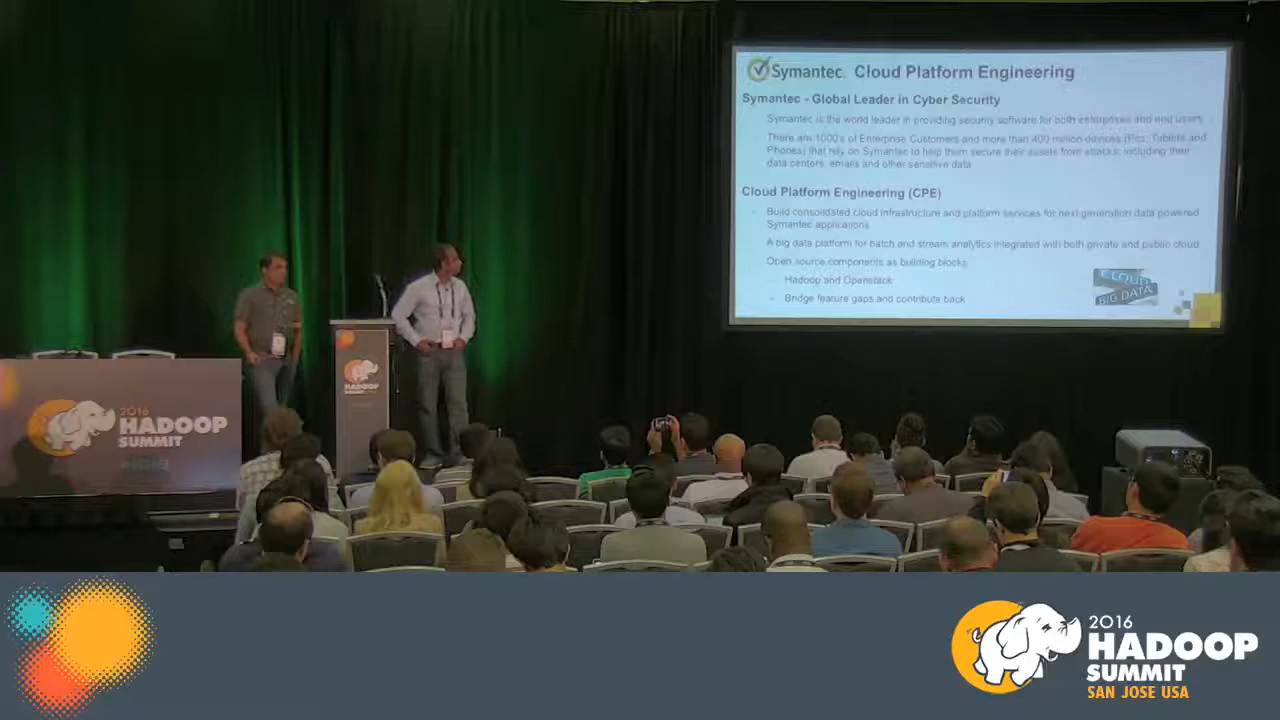 Symantec. Cloud Platform Engineering
Symantec - Global Leader in Cyber Security
Symantec is the world leader in providing security software for both enterprises and end users
There are 1000's of Enterprise Customers and more than 400 million devices (Pcs, Tablets and
Phones) that rely on Symantec to help them secure their assets from attacks, including their
data centers, emails and other sensitive data
Cloud Platform Engineering (CPE)
Build consolidated cloud infrastructure and platform services for next generation data powered
Symantec applications
A big data platform for batch and stream analytics integrated with both private and public cloud
Open source components as building blocks
Hadoop and Openstack
Bridge feature gaps and contribute back
CLOUD
BIG DATA
HADOOP
2016
HADOOP
SUMMIT
2016
HADOOP
SUMMIT
SAN JOSE USA